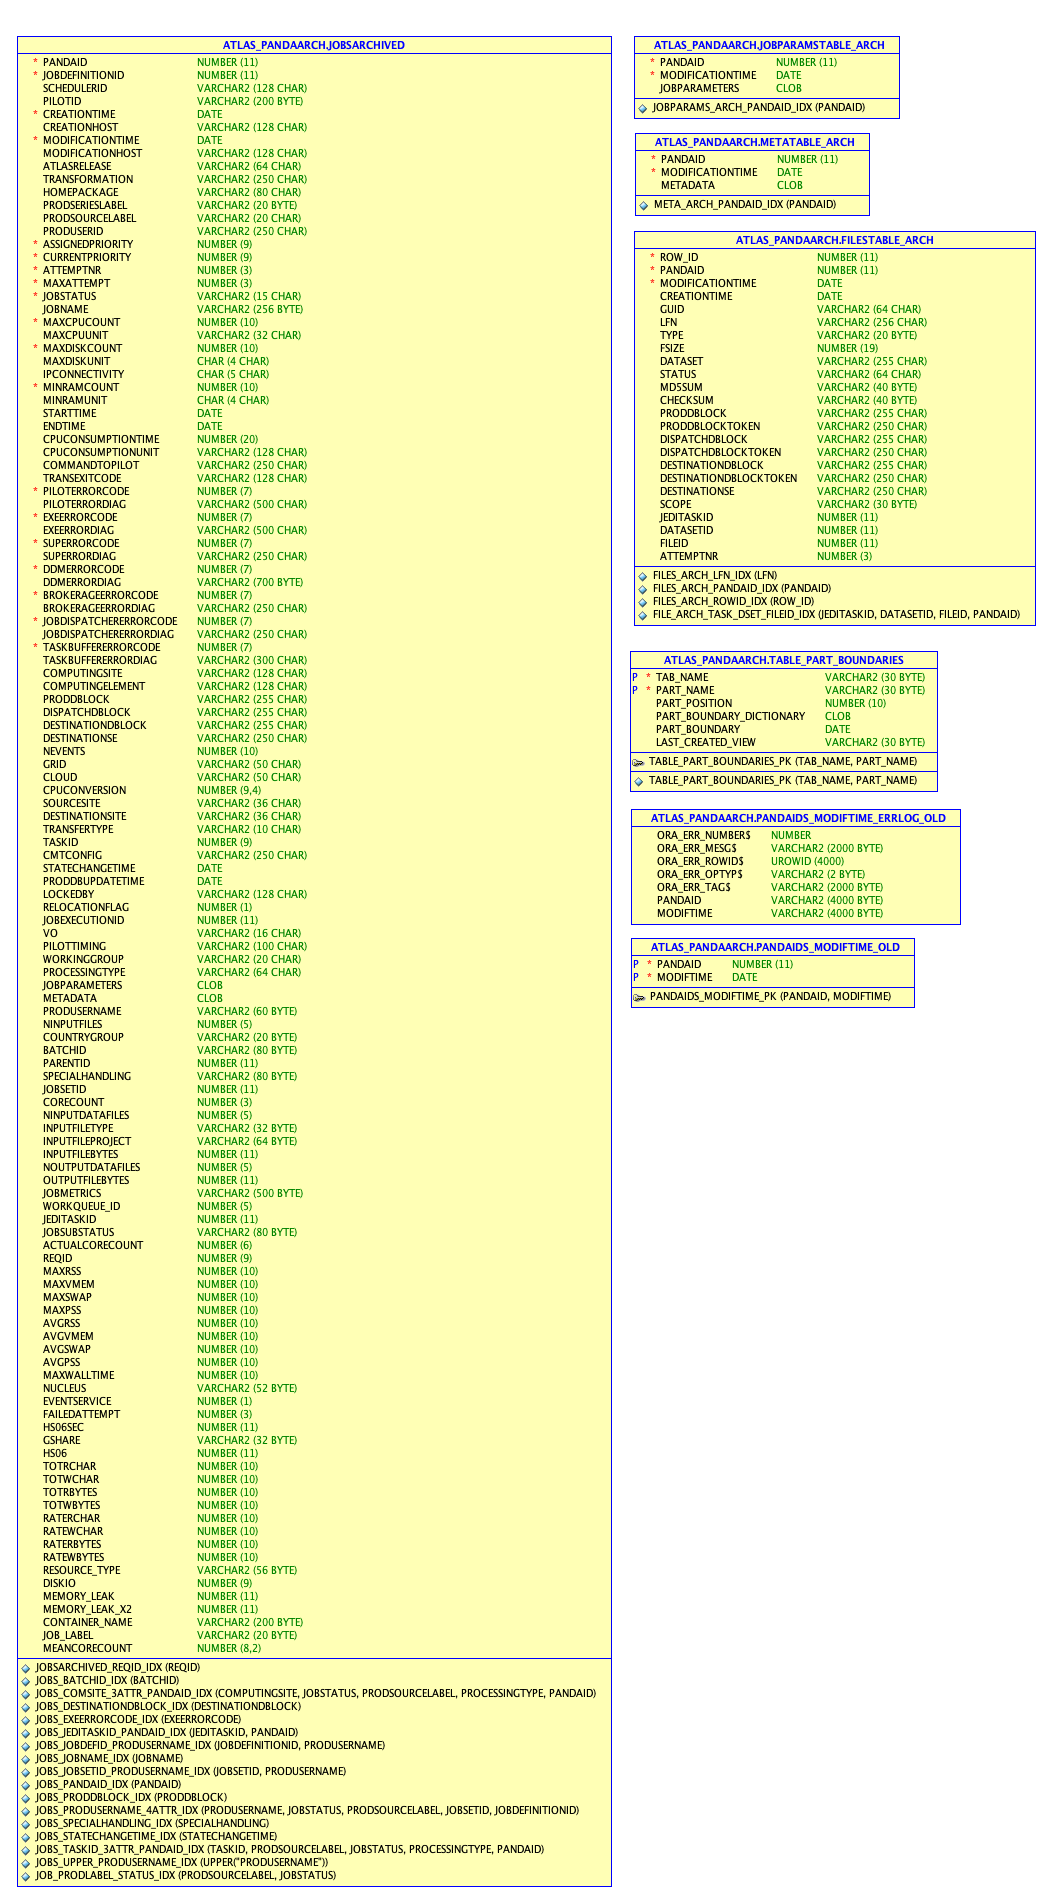 ATLAS_PANDAARCH.JOBSARCHIVED
* PANDAID NUMBER (11)
* JOBDEFINITIONID NUMBER (11)
SCHEDULERID VARCHAR2 (128 CHAR)
PILOTID VARCHAR2 (200 BYTE)
* CREATIONTIME DATE
CREATIONHOST VARCHAR2 (128 CHAR)
* MODIFICATIONTIME DATE
MODIFICATIONHOST VARCHAR2 (128 CHAR)
ATLASRELEASE VARCHAR2 (64 CHAR)
TRANSFORMATION VARCHAR2 (250 CHAR)
HOMEPACKAGE VARCHAR2 (80 CHAR)
PRODSERIESLABEL VARCHAR2 (20 BYTE)
PRODSOURCELABEL VARCHAR2 (20 CHAR)
PRODUSERID VARCHAR2 (250 CHAR)
* ASSIGNEDPRIORITY NUMBER (9)
* CURRENTPRIORITY NUMBER (9)
* ATTEMPTNR NUMBER (3)
* MAXATTEMPT NUMBER (3)
* JOBSTATUS VARCHAR2 (15 CHAR)
JOBNAME VARCHAR2 (256 BYTE)
* MAXCPUCOUNT NUMBER (10)
MAXCPUUNIT VARCHAR2 (32 CHAR)
* MAXDISKCOUNT NUMBER (10)
MAXDISKUNIT CHAR (4 CHAR)
IPCONNECTIVITY CHAR (5 CHAR)
* MINRAMCOUNT NUMBER (10)
MINRAMUNIT CHAR (4 CHAR)
STARTTIME DATE
ENDTIME DATE
CPUCONSUMPTIONTIME NUMBER (20)
CPUCONSUMPTIONUNIT VARCHAR2 (128 CHAR)
COMMANDTOPILOT VARCHAR2 (250 CHAR)
TRANSEXITCODE VARCHAR2 (128 CHAR)
* PILOTERRORCODE NUMBER (7)
PILOTERRORDIAG VARCHAR2 (500 CHAR)
* EXEERRORCODE NUMBER (7)
EXEERRORDIAG VARCHAR2 (500 CHAR)
* SUPERRORCODE NUMBER (7)
SUPERRORDIAG VARCHAR2 (250 CHAR)
* DDMERRORCODE NUMBER (7)
DDMERRORDIAG VARCHAR2 (700 BYTE)
* BROKERAGEERRORCODE NUMBER (7)
BROKERAGEERRORDIAG VARCHAR2 (250 CHAR)
* JOBDISPATCHERERRORCODE NUMBER (7)
JOBDISPATCHERERRORDIAG VARCHAR2 (250 CHAR)
* TASKBUFFERERRORCODE NUMBER (7)
TASKBUFFERERRORDIAG VARCHAR2 (300 CHAR)
COMPUTINGSITE VARCHAR2 (128 CHAR)
COMPUTINGELEMENT VARCHAR2 (128 CHAR)
PRODDBLOCK VARCHAR2 (255 CHAR)
DISPATCHDBLOCK VARCHAR2 (255 CHAR)
DESTINATIONDBLOCK VARCHAR2 (255 CHAR)
DESTINATIONSE VARCHAR2 (250 CHAR)
NEVENTS NUMBER (10)
GRID VARCHAR2 (50 CHAR)
CLOUD VARCHAR2 (50 CHAR)
CPUCONVERSION NUMBER (9,4)
SOURCESITE VARCHAR2 (36 CHAR)
DESTINATIONSITE VARCHAR2 (36 CHAR)
TRANSFERTYPE VARCHAR2 (10 CHAR)
TASKID NUMBER (9)
CMTCONFIG VARCHAR2 (250 CHAR)
STATECHANGETIME DATE
PRODDBUPDATETIME DATE
LOCKEDBY VARCHAR2 (128 CHAR)
RELOCATIONFLAG NUMBER (1)
JOBEXECUTIONID NUMBER (11)
VO VARCHAR2 (16 CHAR)
PILOTTIMING VARCHAR2 (100 CHAR)
WORKINGGROUP VARCHAR2 (20 CHAR)
PROCESSINGTYPE VARCHAR2 (64 CHAR)
JOBPARAMETERS CLOB
METADATA CLOB
PRODUSERNAME VARCHAR2 (60 BYTE)
NINPUTFILES NUMBER (5)
COUNTRYGROUP VARCHAR2 (20 BYTE)
BATCHID VARCHAR2 (80 BYTE)
PARENTID NUMBER (11)
SPECIALHANDLING VARCHAR2 (80 BYTE)
JOBSETID NUMBER (11)
CORECOUNT NUMBER (3)
NINPUTDATAFILES NUMBER (5)
INPUTFILETYPE VARCHAR2 (32 BYTE)
INPUTFILEPROJECT VARCHAR2 (64 BYTE)
INPUTFILEBYTES NUMBER (11)
NOUTPUTDATAFILES NUMBER (5)
OUTPUTFILEBYTES NUMBER (11)
JOBMETRICS VARCHAR2 (500 BYTE)
WORKQUEUE_ID NUMBER (5)
JEDITASKID NUMBER (11)
JOBSUBSTATUS VARCHAR2 (80 BYTE)
ACTUALCORECOUNT NUMBER (6)
REQID NUMBER (9)
MAXRSS NUMBER (10)
MAXVMEM NUMBER (10)
MAXSWAP NUMBER (10)
MAXPSS NUMBER (10)
AVGRSS NUMBER (10)
AVGVMEM NUMBER (10)
AVGSWAP NUMBER (10)
AVGPSS NUMBER (10)
MAXWALLTIME NUMBER (10)
NUCLEUS VARCHAR2 (52 BYTE)
EVENTSERVICE NUMBER (1)
FAILEDATTEMPT NUMBER (3)
HS06SEC NUMBER (11)
GSHARE VARCHAR2 (32 BYTE)
HS06 NUMBER (11)
TOTRCHAR NUMBER (10)
TOTWCHAR NUMBER (10)
TOTRBYTES NUMBER (10)
TOTWBYTES NUMBER (10)
RATERCHAR NUMBER (10)
RATEWCHAR NUMBER (10)
RATERBYTES NUMBER (10)
RATEWBYTES NUMBER (10)
RESOURCE_TYPE VARCHAR2 (56 BYTE)
DISKIO NUMBER (9)
MEMORY_LEAK NUMBER (11)
MEMORY_LEAK_X2 NUMBER (11)
CONTAINER_NAME VARCHAR2 (200 BYTE)
JOB_LABEL VARCHAR2 (20 BYTE)
MEANCORECOUNT NUMBER (8,2)
JOBSARCHIVED_REQID_IDX (REQID)
JOBS_BATCHID_IDX (BATCHID)
JOBS_COMSITE_3ATTR_PANDAID_IDX (COMPUTINGSITE, JOBSTATUS, PRODSOURCELABEL, PROCESSINGTYPE, PANDAID)
JOBS_DESTINATIONDBLOCK_IDX (DESTINATIONDBLOCK)
JOBS_EXEERRORCODE_IDX (EXEERRORCODE)
JOBS_JEDITASKID_PANDAID_IDX (JEDITASKID, PANDAID)
JOBS_JOBDEFID_PRODUSERNAME_IDX (JOBDEFINITIONID, PRODUSERNAME)
JOBS_JOBNAME_IDX (JOBNAME)
JOBS_JOBSETID_PRODUSERNAME_IDX (JOBSETID, PRODUSERNAME)
JOBS_PANDAID_IDX (PANDAID)
JOBS_PRODDBLOCK_IDX (PRODDBLOCK)
JOBS_PRODUSERNAME_4ATTR_IDX (PRODUSERNAME, JOBSTATUS, PRODSOURCELABEL, JOBSETID, JOBDEFINITIONID)
JOBS_SPECIALHANDLING_IDX (SPECIALHANDLING)
JOBS_STATECHANGETIME_IDX (STATECHANGETIME)
JOBS_TASKID_3ATTR_PANDAID_IDX (TASKID, PRODSOURCELABEL, JOBSTATUS, PROCESSINGTYPE, PANDAID)
JOBS_UPPER_PRODUSERNAME_IDX (UPPER("PRODUSERNAME"))
JOB_PRODLABEL_STATUS_IDX (PRODSOURCELABEL, JOBSTATUS)
ATLAS_PANDAARCH.JOBPARAMSTABLE_ARCH
* PANDAID NUMBER (11)
* MODIFICATIONTIME DATE
JOBPARAMETERS CLOB
JOBPARAMS_ARCH_PANDAID_IDX (PANDAID)
ATLAS_PANDAARCH.METATABLE_ARCH
* PANDAID NUMBER (11)
* MODIFICATIONTIME DATE
METADATA CLOB
META_ARCH_PANDAID_IDX (PANDAID)
ATLAS_PANDAARCH.FILESTABLE_ARCH
* ROW_ID NUMBER (11)
* PANDAID NUMBER (11)
* MODIFICATIONTIME DATE
CREATIONTIME DATE
GUID VARCHAR2 (64 CHAR)
LFN VARCHAR2 (256 CHAR)
TYPE VARCHAR2 (20 BYTE)
FSIZE NUMBER (19)
DATASET VARCHAR2 (255 CHAR)
STATUS VARCHAR2 (64 CHAR)
MD5SUM VARCHAR2 (40 BYTE)
CHECKSUM VARCHAR2 (40 BYTE)
PRODDBLOCK VARCHAR2 (255 CHAR)
PRODDBLOCKTOKEN VARCHAR2 (250 CHAR)
DISPATCHDBLOCK VARCHAR2 (255 CHAR)
DISPATCHDBLOCKTOKEN VARCHAR2 (250 CHAR)
DESTINATIONDBLOCK VARCHAR2 (255 CHAR)
DESTINATIONDBLOCKTOKEN VARCHAR2 (250 CHAR)
DESTINATIONSE VARCHAR2 (250 CHAR)
SCOPE VARCHAR2 (30 BYTE)
JEDITASKID NUMBER (11)
DATASETID NUMBER (11)
FILEID NUMBER (11)
ATTEMPTNR NUMBER (3)
FILES_ARCH_LFN_IDX (LFN)
FILES_ARCH_PANDAID_IDX (PANDAID)
FILES_ARCH_ROWID_IDX (ROW_ID)
FILE_ARCH_TASK_DSET_FILEID_IDX (JEDITASKID, DATASETID, FILEID, PANDAID)
ATLAS_PANDAARCH.TABLE_PART_BOUNDARIES
P * TAB_NAME VARCHAR2 (30 BYTE)
P * PART_NAME VARCHAR2 (30 BYTE)
PART_POSITION NUMBER (10)
PART_BOUNDARY_DICTIONARY CLOB
PART_BOUNDARY DATE
LAST_CREATED_VIEW VARCHAR2 (30 BYTE)
TABLE_PART_BOUNDARIES_PK (TAB_NAME, PART_NAME)
TABLE_PART_BOUNDARIES_PK (TAB_NAME, PART_NAME)
ATLAS_PANDAARCH.PANDAIDS_MODIFTIME_ERRLOG_OLD
ORA_ERR_NUMBER$ NUMBER
ORA_ERR_MESG$ VARCHAR2 (2000 BYTE)
ORA_ERR_ROWID$ UROWID (4000)
ORA_ERR_OPTYP$ VARCHAR2 (2 BYTE)
ORA_ERR_TAG$ VARCHAR2 (2000 BYTE)
PANDAID VARCHAR2 (4000 BYTE)
MODIFTIME VARCHAR2 (4000 BYTE)
ATLAS_PANDAARCH.PANDAIDS_MODIFTIME_OLD
P * PANDAID NUMBER (11)
P * MODIFTIME DATE
PANDAIDS_MODIFTIME_PK (PANDAID, MODIFTIME)